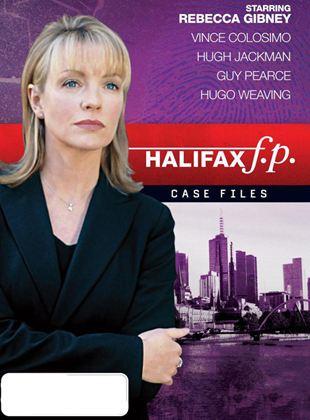 STARRING
REBECCA GIBNEY
VINCE COLOSIMO
HUGH JACKMAN
GUY PEARCE
HUGO WEAVING
HALIFAX f.p.
CASE FILES